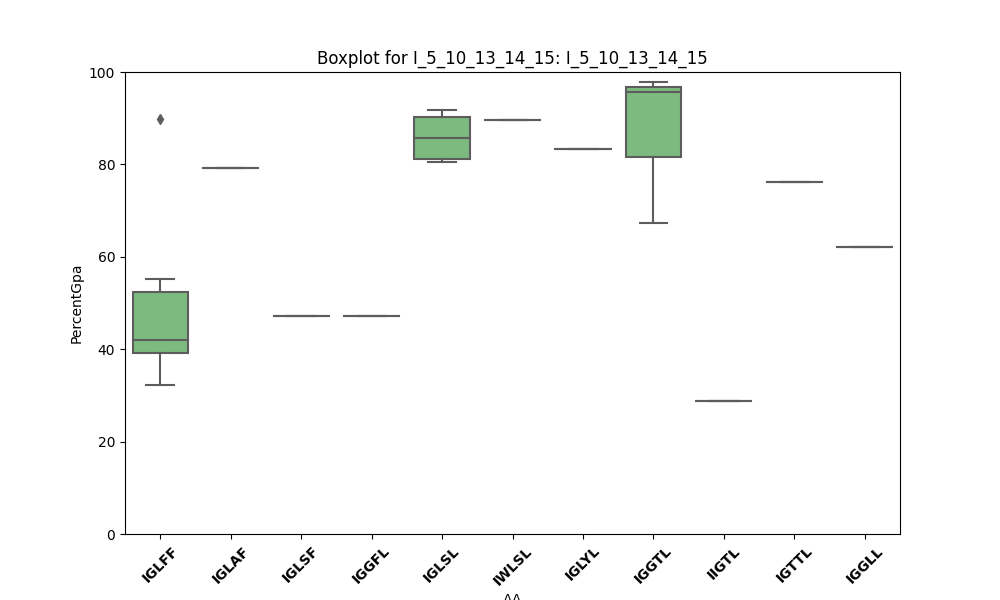 Boxplot for I_5_10_13_14_15: I_5_10_13_14_15
100
80
60
40
20
0
PercentGpa
IGLFF IGLAF IGLSF IGGFL IGLSL IWLSL IGLYL IGGTL IIGTL IGTTL IGGLL
AA